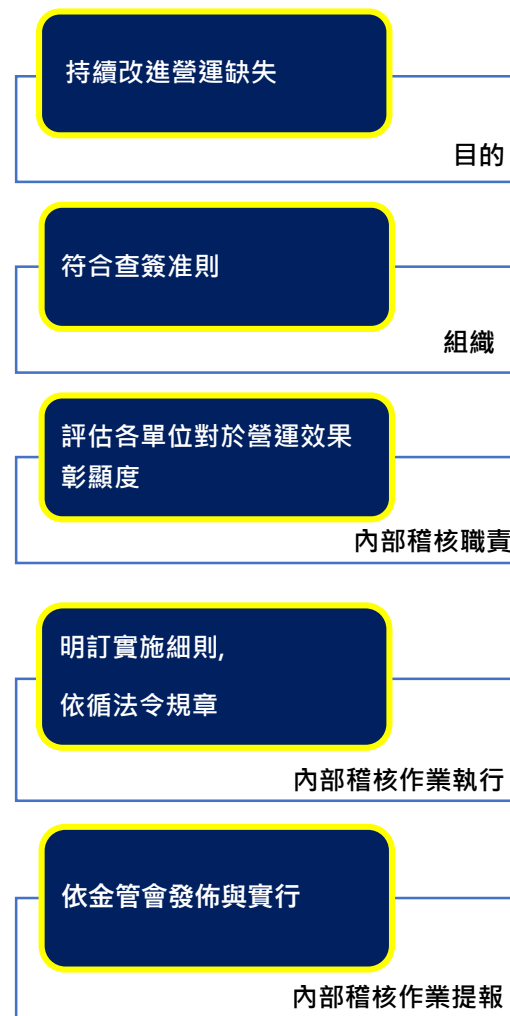 持續改進營運缺失
目的
符合查簽准則
組織
評估各單位對於營運效果
彰顯度
內部稽核職責
明訂實施細則,
依循法令規章
內部稽核作業執行
依金管會發佈與實行
內部稽核作業提報